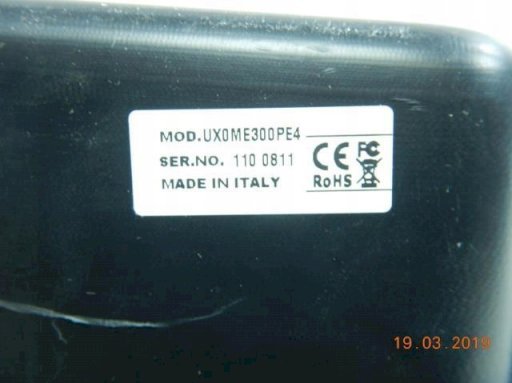 MOD. UX0ME300PE4
SER.NO. 110 0811
MADE IN ITALY
CE FC
RoHS
19.03.2019